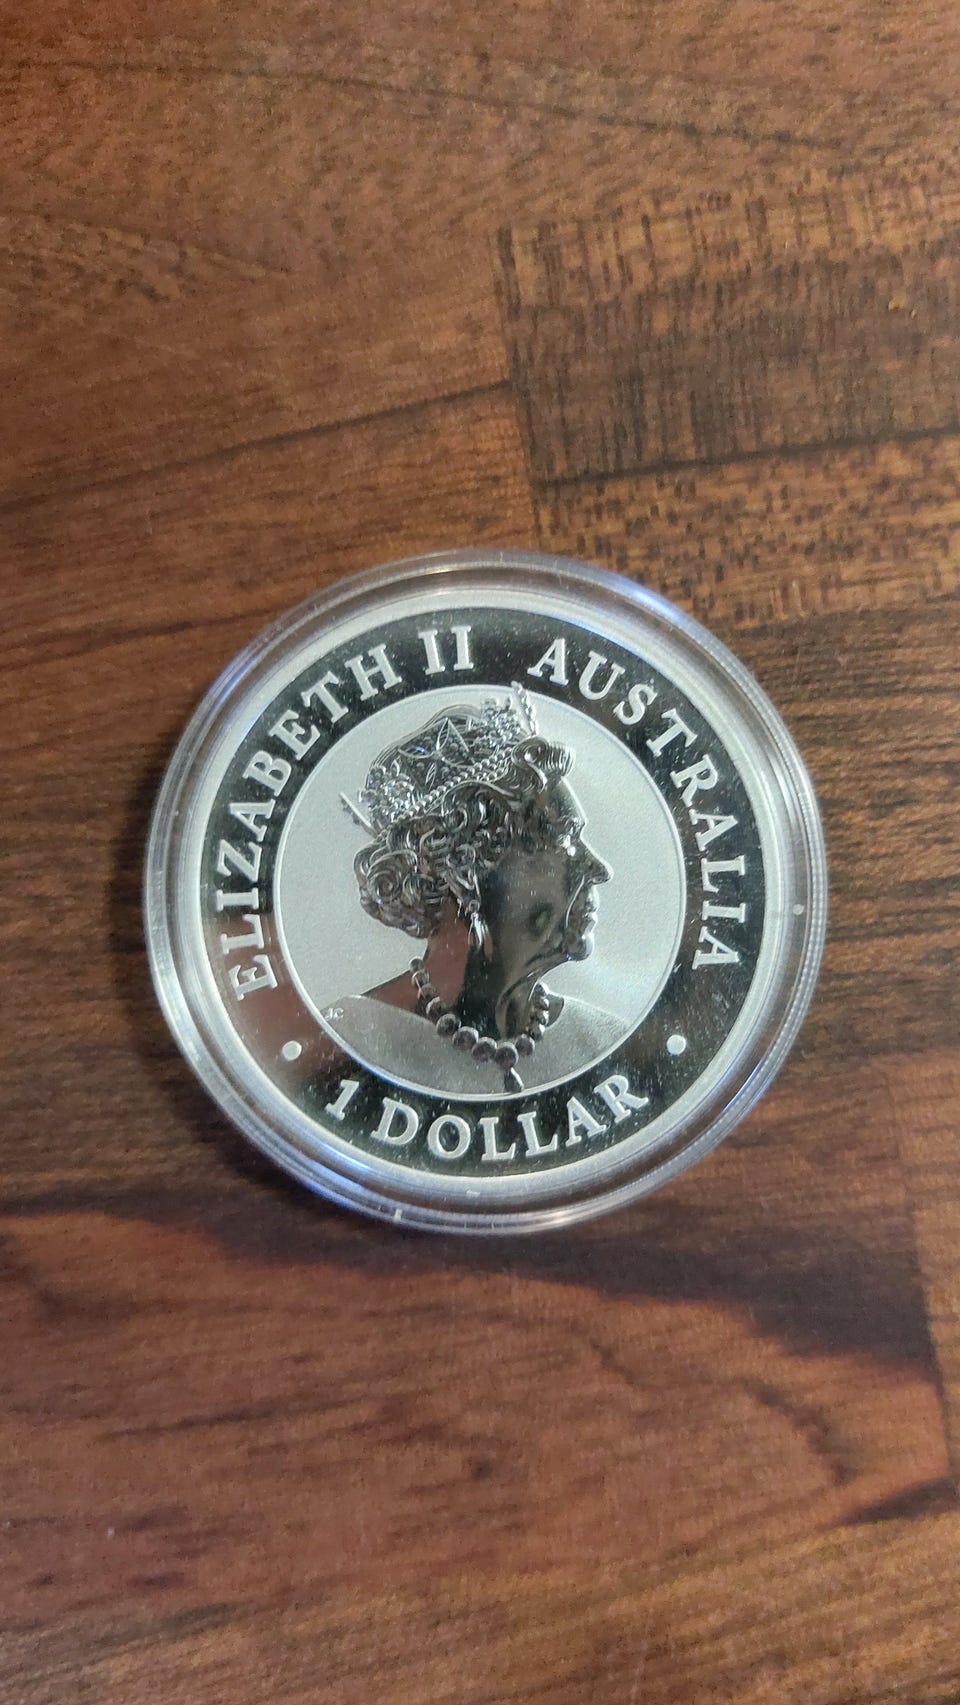 ELIZABETH II AUSTRALIA
JC
1 DOLLAR